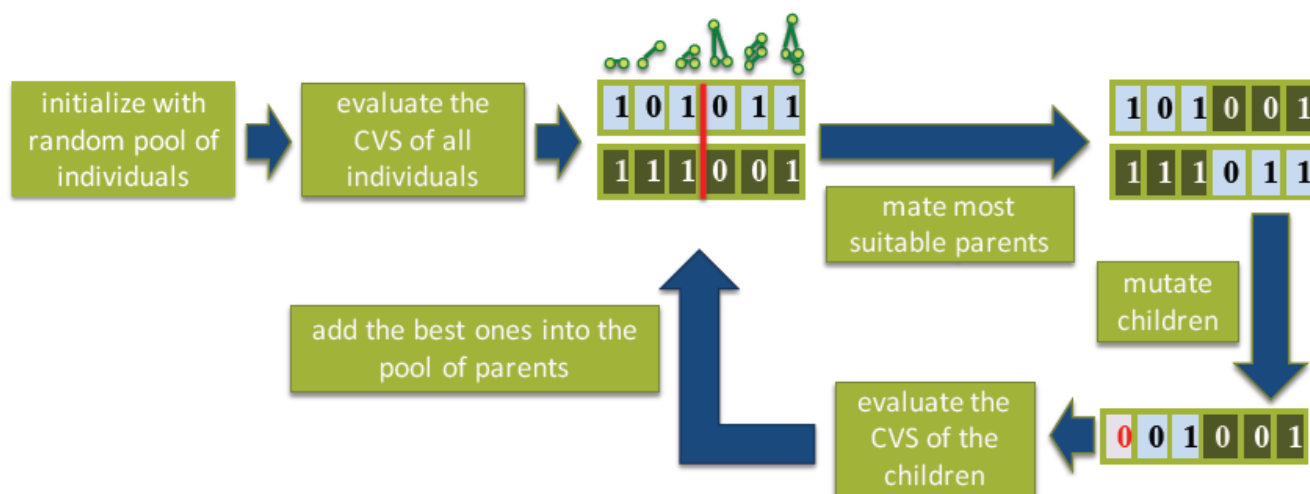 initialize with
random pool of
individuals
evaluate the
CVS of all
individuals
1 0 1 0 1 1
1 1 1 0 0 1
mate most
suitable parents
1 0 1 0 0 1
1 1 1 0 1 1
mutate
children
0 0 1 0 0 1
evaluate the
CVS of the
children
add the best ones into the
pool of parents